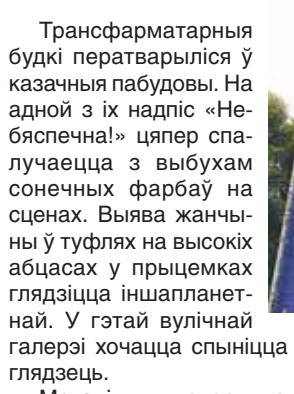 Трансфарматарныя
будкі ператварыліся ў
казачныя пабудовы. На
адной з іх надпіс «Не-
бяспечна!» цяпер спа-
лучаецца з выбухам
сонечных фарбаў на
сценах. Выява жанчы-
ны ў туфлях на высокіх
абцасах у прыцемках
глядзіцца іншапланет-
най. У гэтай вулічнай
галерэі хочацца спыніцца
глядзець.